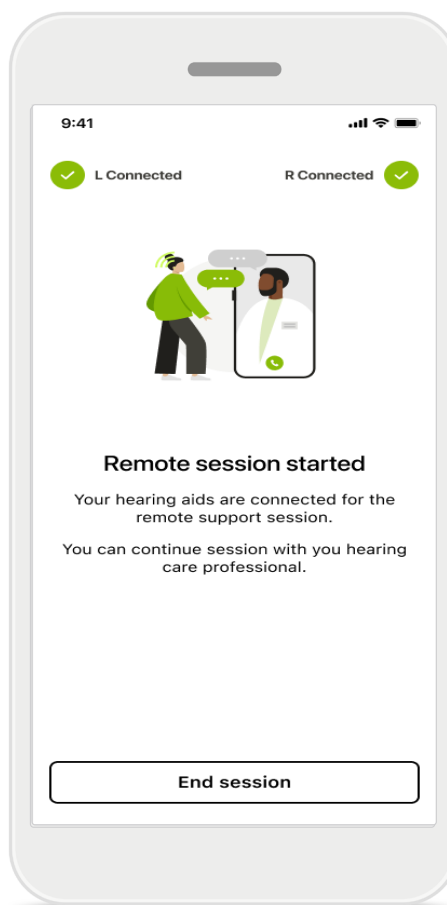 9:41
L Connected
R Connected
Remote session started
Your hearing aids are connected for the
remote support session.
You can continue session with you hearing
care professional.
End session